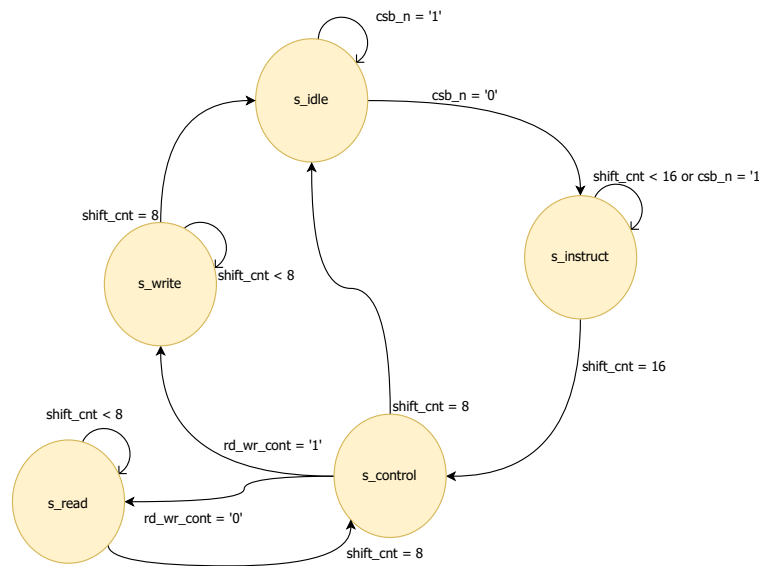 csb_n = '1'
s_idle
csb_n = '0'
shift_cnt < 16 or csb_n = '1
shift_cnt = 8
s_instruct
s_write
shift_cnt < 8
shift_cnt = 16
shift_cnt = 8
shift_cnt < 8
rd_wr_cont = '1'
s_control
s_read
rd_wr_cont = '0'
shift_cnt = 8